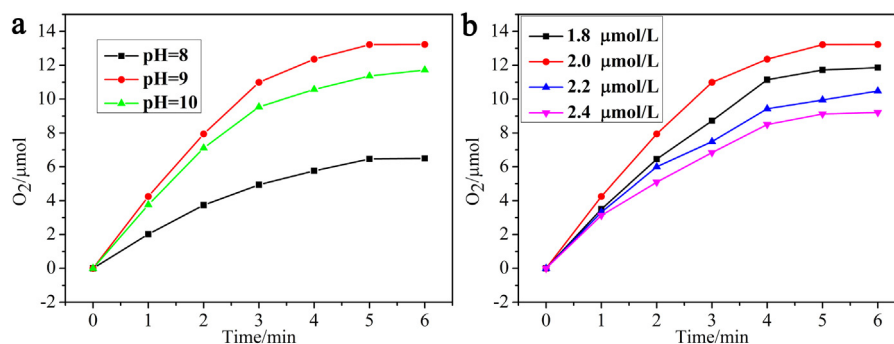 a
pH=8
pH=9
pH=10
O2/μmol
14
12
10
8
6
4
2
0
-2
0 1 2 3 4 5 6
Time/min
b
1.8 μmol/L
2.0 μmol/L
2.2 μmol/L
2.4 μmol/L
O2/μmol
14
12
10
8
6
4
2
0
-2
0 1 2 3 4 5 6
Time/min